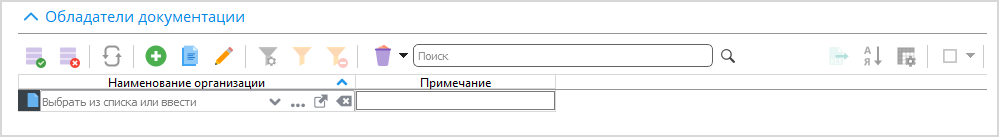 Обладатели документации
Поиск
А
Я
Наименование организации Примечание
Выбрать из списка или ввести ...